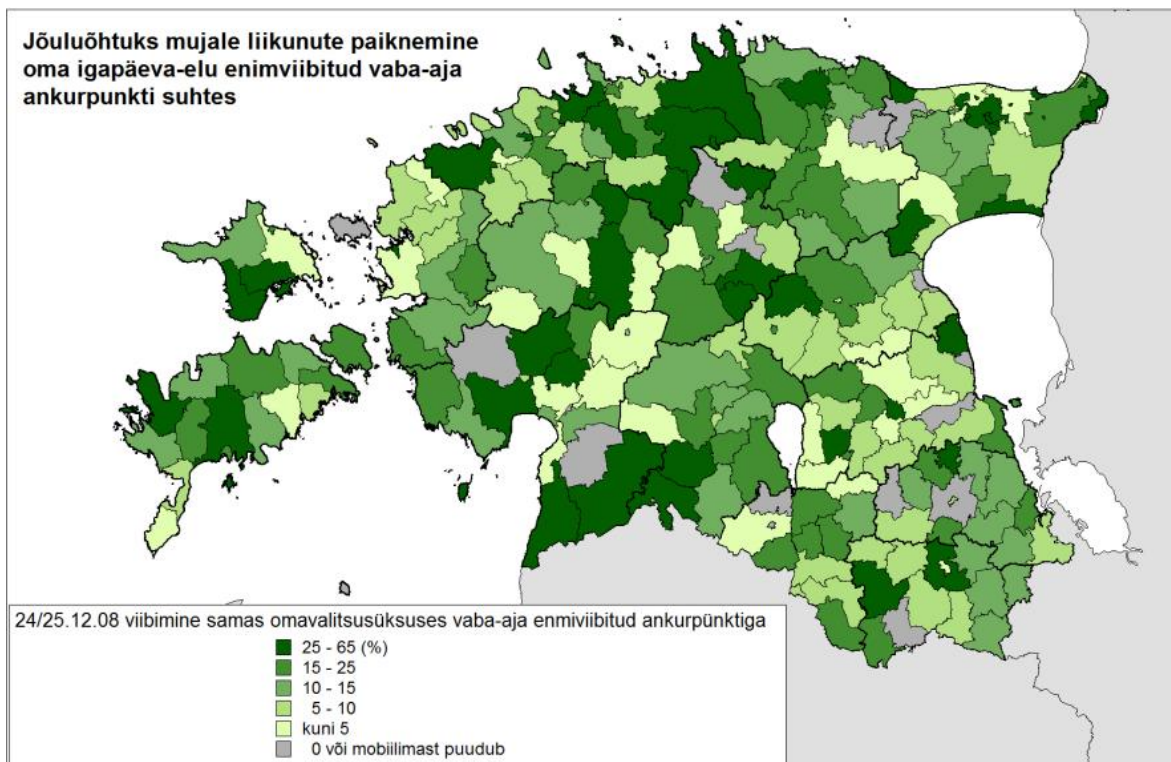 Jõuluõhtuks mujale liikunute paiknemine
oma igapäeva-elu enimviibitud vaba-aja
ankurpunkti suhtes
24/25.12.08 viibimine samas omavalitsusüksuses vaba-aja enmiviibitud ankurpünktiga
25 - 65 (%)
15 - 25
10 - 15
5 - 10
kuni 5
0 või mobiilimast puudub